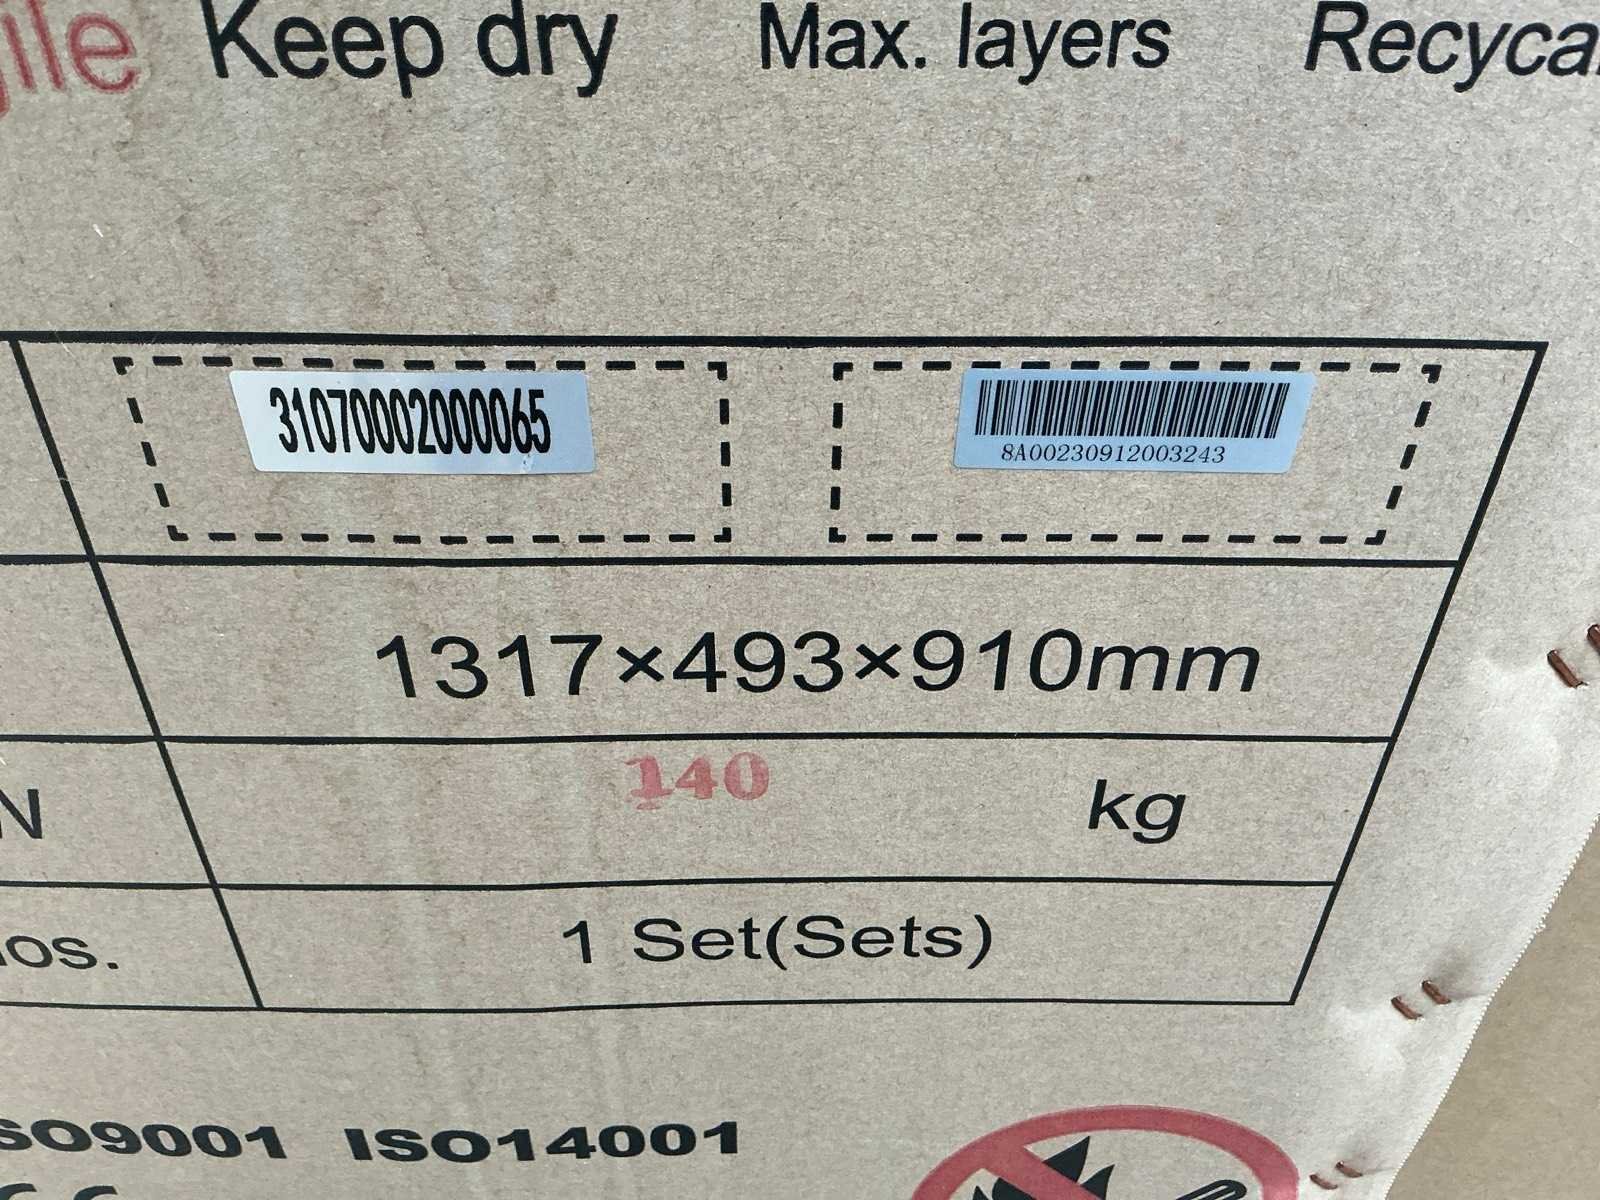 Keep dry Max. layers
31070002000065
8A00230912003243
1317×493×910mm
140 kg
1 Set(Sets)
ISO14001